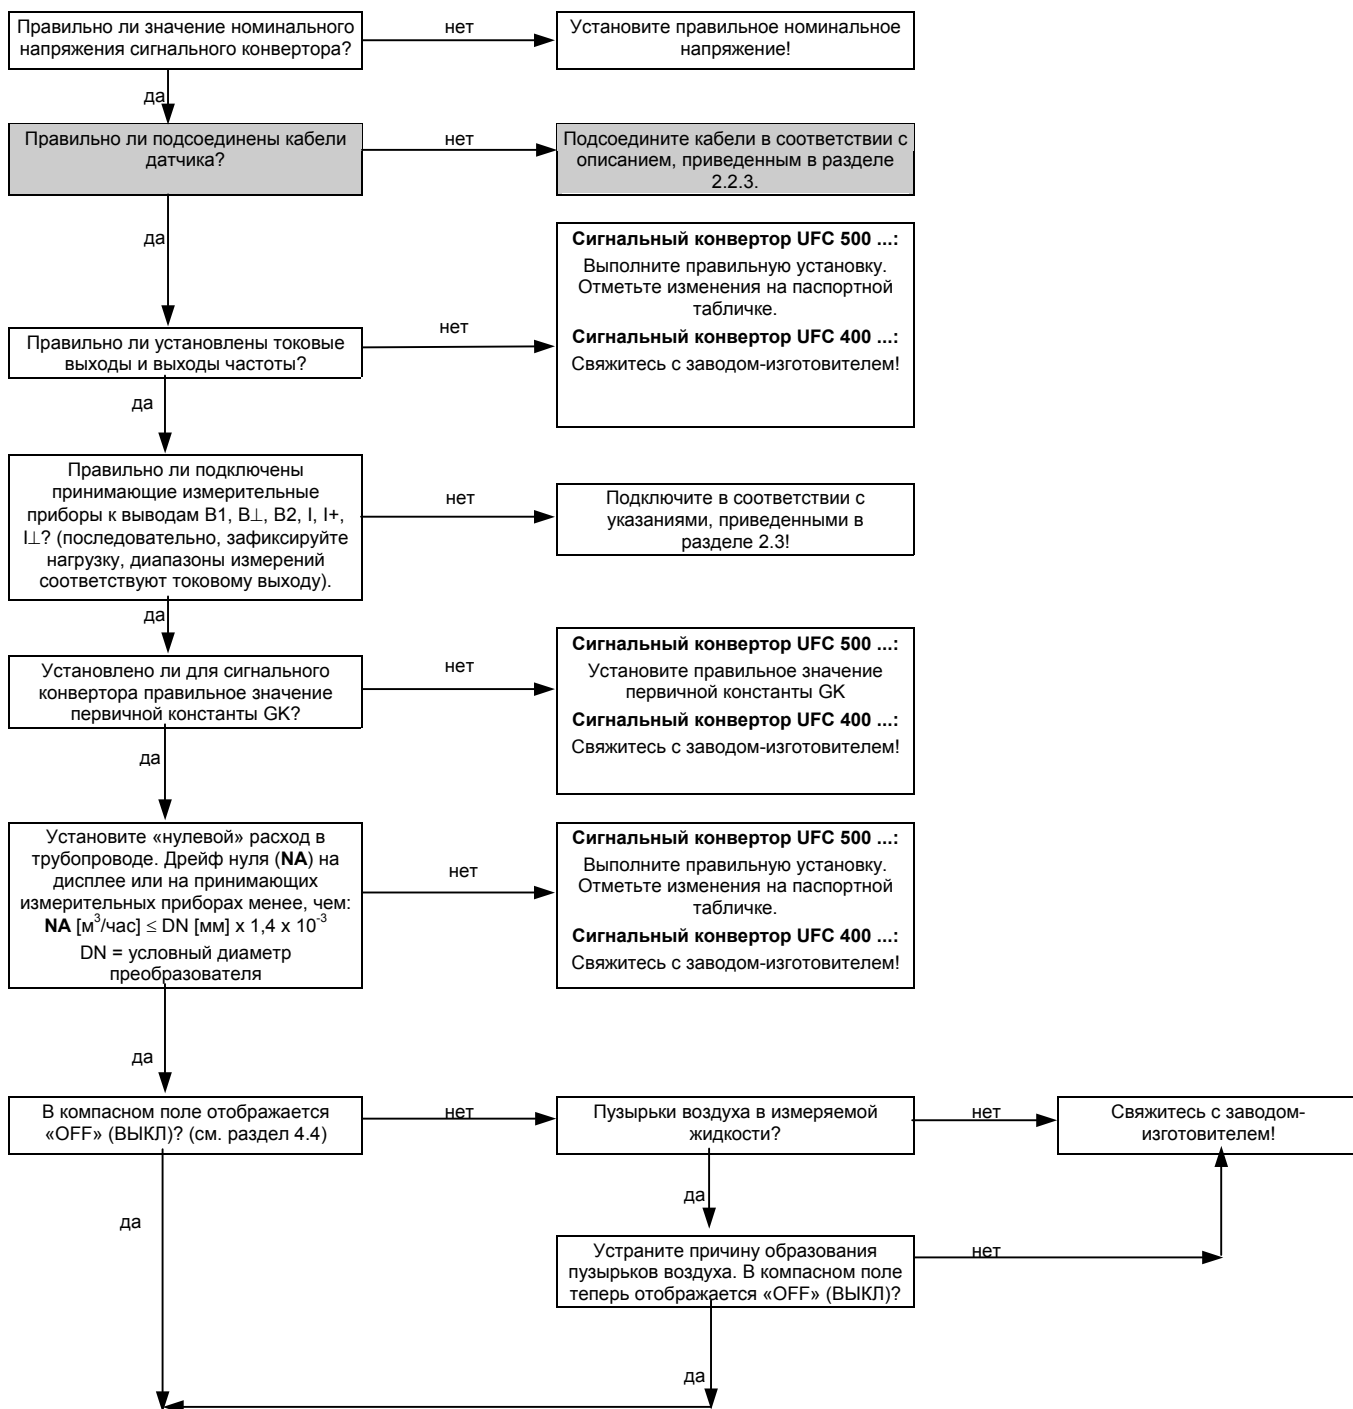 Правильно ли значение номинального
напряжения сигнального конвертора?
нет
Установите правильное номинальное
напряжение!
да
Правильно ли подсоединены кабели
датчика?
нет
Подсоедините кабели в соответствии с
описанием, приведенным в разделе
2.2.3.
да
Сигнальный конвертор UFC 500 ...:
Выполните правильную установку.
Отметьте изменения на паспортной
табличке.
Сигнальный конвертор UFC 400 ...:
Свяжитесь с заводом-изготовителем!
нет
Правильно ли установлены токовые
выходы и выходы частоты?
да
Правильно ли подключены
принимающие измерительные
приборы к выводам B1, B⊥, B2, I, I+,
I⊥? (последовательно, зафиксируйте
нагрузку, диапазоны измерений
соответствуют токовому выходу).
нет
Подключите в соответствии с
указаниями, приведенными в
разделе 2.3!
да
Установлено ли для сигнального
конвертора правильное значение
первичной константы GK?
нет
Сигнальный конвертор UFC 500 ...:
Установите правильное значение
первичной константы GK
Сигнальный конвертор UFC 400 ...:
Свяжитесь с заводом-изготовителем!
да
Установите «нулевой» расход в
трубопроводе. Дрейф нуля (NA) на
дисплее или на принимающих
измерительных приборах менее, чем:
NA [м³/час] ≤ DN [мм] x 1,4 x 10⁻³
DN = условный диаметр
преобразователя
нет
Сигнальный конвертор UFC 500 ...:
Выполните правильную установку.
Отметьте изменения на паспортной
табличке.
Сигнальный конвертор UFC 400 ...:
Свяжитесь с заводом-изготовителем!
да
В компасном поле отображается
«OFF» (ВЫКЛ)? (см. раздел 4.4)
нет
Пузырьки воздуха в измеряемой
жидкости?
нет
Свяжитесь с заводом-
изготовителем!
да
да
Устраните причину образования
пузырьков воздуха. В компасном поле
теперь отображается «OFF» (ВЫКЛ)?
нет
да